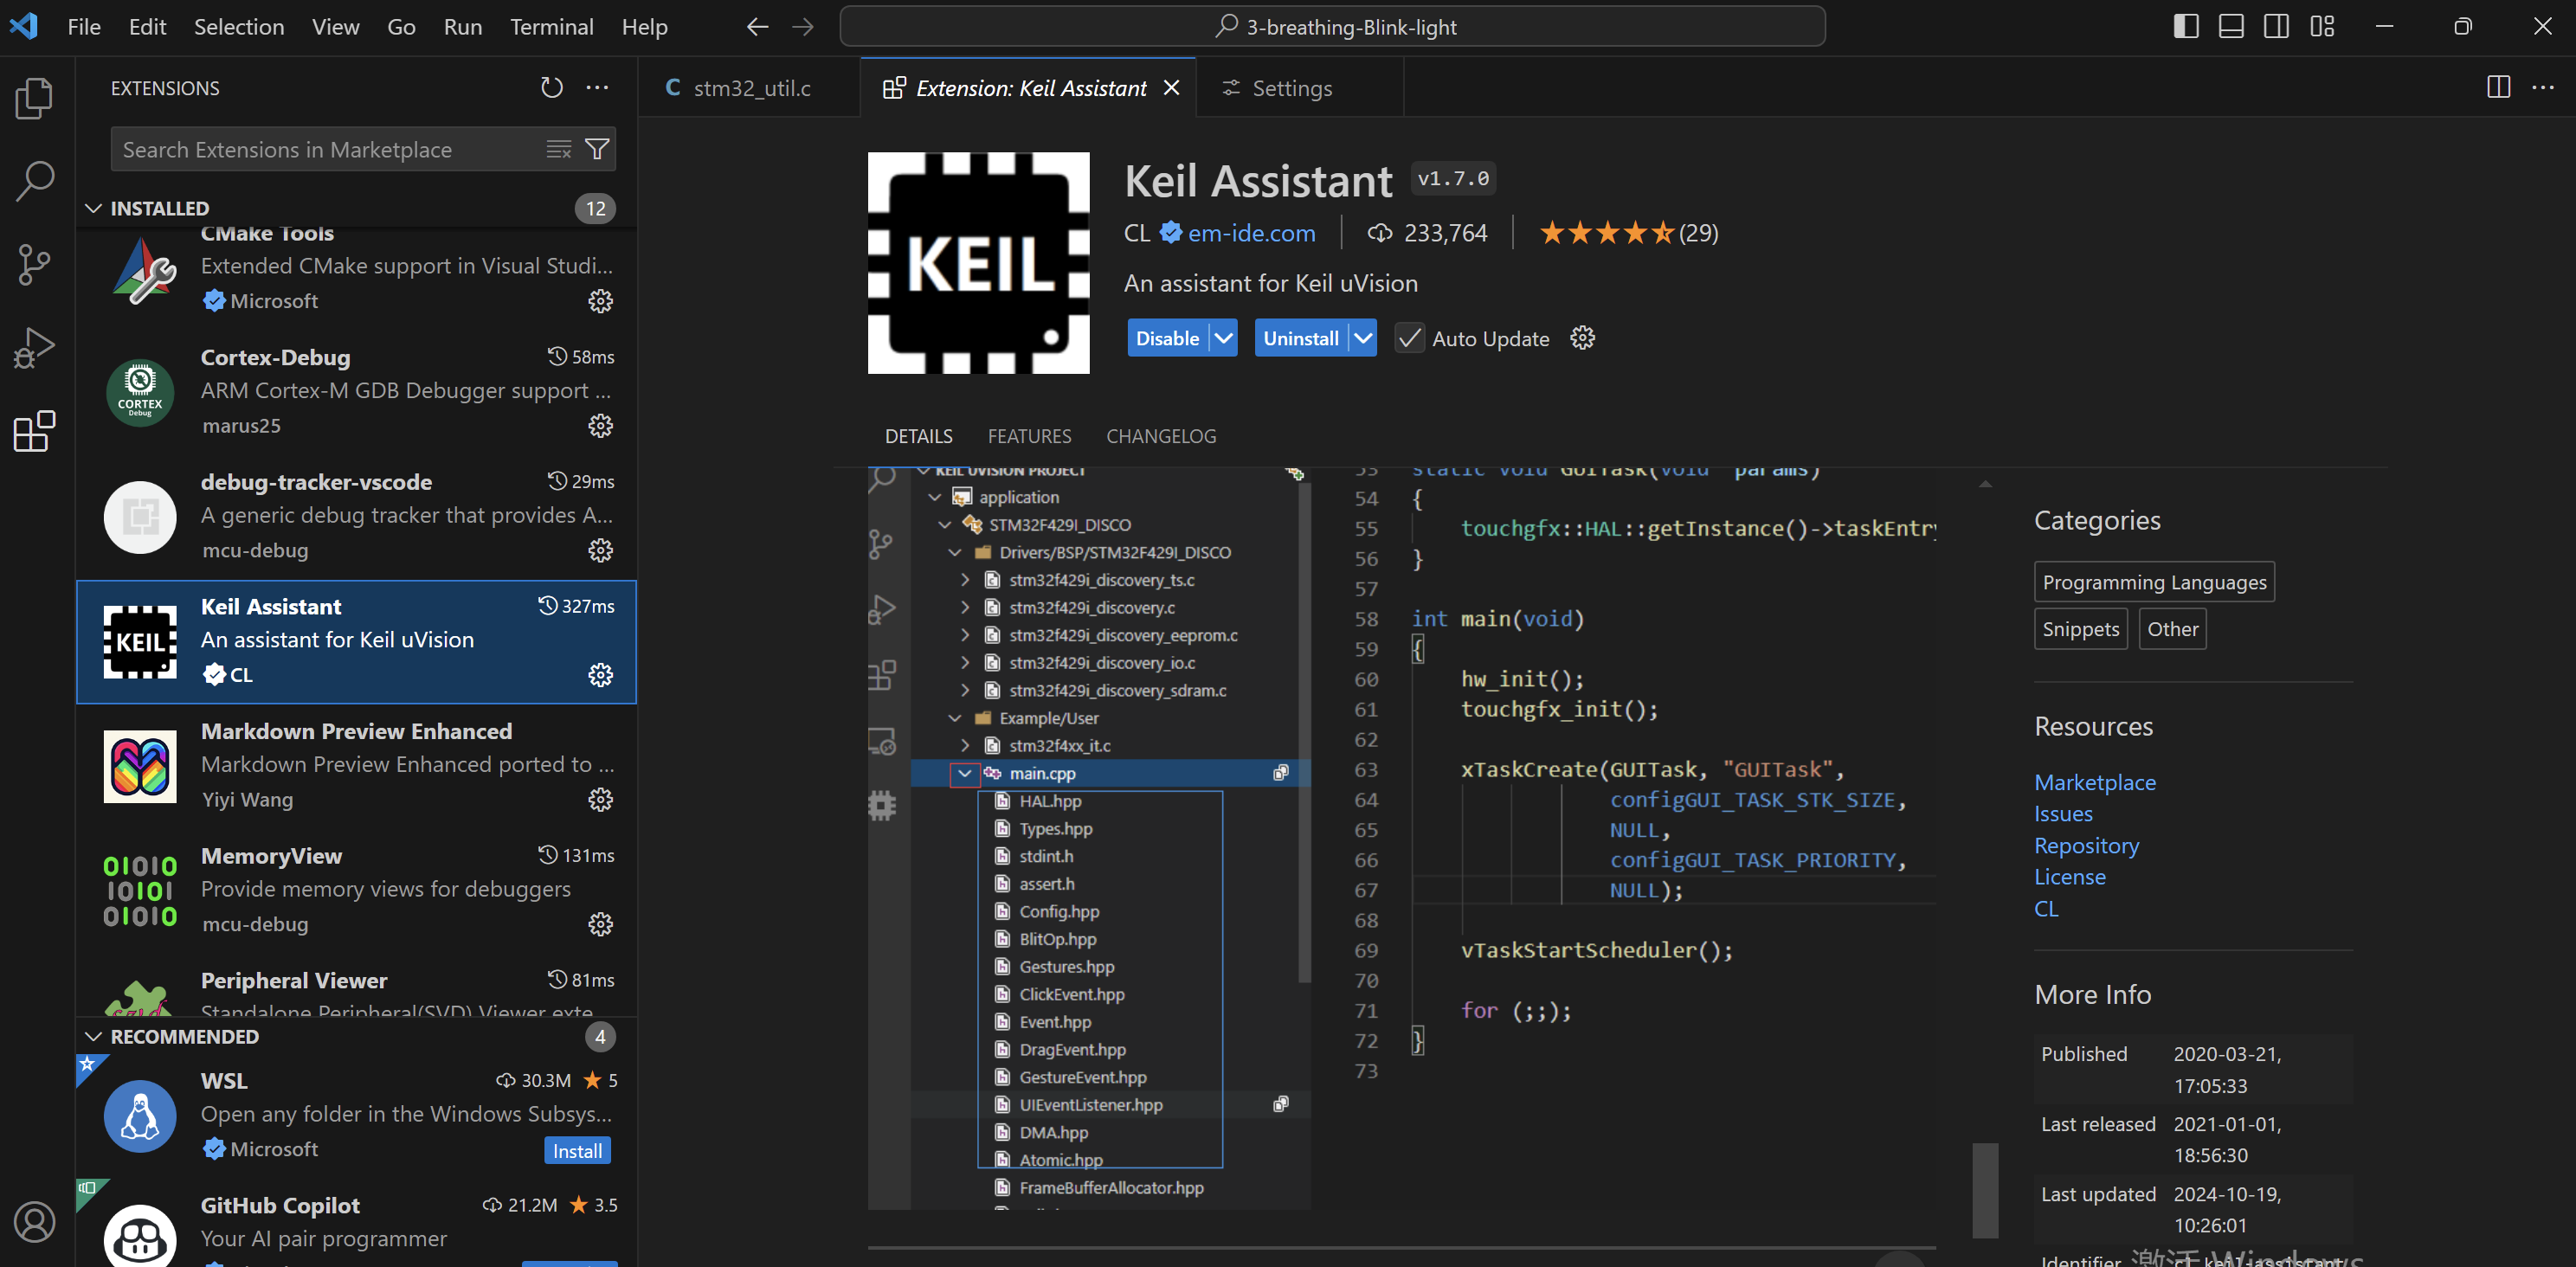 File Edit Selection View Go Run Terminal Help
3-breathing-Blink-light
EXTENSIONS
Search Extensions in Marketplace
INSTALLED 12
CMake Tools
Extended CMake support in Visual Studi...
Microsoft
Cortex-Debug 58ms
ARM Cortex-M GDB Debugger support ...
marus25
CORTEX
Debug
debug-tracker-vscode 29ms
A generic debug tracker that provides A...
mcu-debug
Keil Assistant 327ms
KEIL
An assistant for Keil uVision
CL
Markdown Preview Enhanced
Markdown Preview Enhanced ported to ...
Yiyi Wang
MemoryView 131ms
Provide memory views for debuggers
mcu-debug
Peripheral Viewer 81ms
Standalone Peripheral(SVD) Viewer exte...
RECOMMENDED 4
WSL 30.3M 5
Open any folder in the Windows Subsys...
Microsoft Install
GitHub Copilot 21.2M 3.5
Your AI pair programmer
C stm32_util.c
Extension: Keil Assistant
Settings
KEIL
Keil Assistant v1.7.0
CL em-ide.com 233,764 (29)
An assistant for Keil uVision
Disable Uninstall Auto Update
DETAILS FEATURES CHANGELOG
KEIL UVISION PROJECT
application
STM32F429I_DISCO
Drivers/BSP/STM32F429I_DISCO
stm32f429i_discovery_ts.c
stm32f429i_discovery.c
stm32f429i_discovery_eeprom.c
stm32f429i_discovery_io.c
stm32f429i_discovery_sdram.c
Example/User
stm32f4xx_it.c
main.cpp
HAL.hpp
Types.hpp
stdint.h
assert.h
Config.hpp
BlitOp.hpp
Gestures.hpp
ClickEvent.hpp
Event.hpp
DragEvent.hpp
GestureEvent.hpp
UIEventListener.hpp
DMA.hpp
Atomic.hpp
FrameBufferAllocator.hpp
53 static void GUITask(void *params)
54 {
55 touchgfx::HAL::getInstance()->taskEntry
56 }
57
58 int main(void)
59 {
60 hw_init();
61 touchgfx_init();
62
63 xTaskCreate(GUITask, "GUITask",
64 configGUI_TASK_STK_SIZE,
65 NULL,
66 configGUI_TASK_PRIORITY,
67 NULL);
68
69 vTaskStartScheduler();
70
71 for (;;);
72 }
73
Categories
Programming Languages
Snippets Other
Resources
Marketplace
Issues
Repository
License
CL
More Info
Published 2020-03-21,
17:05:33
Last released 2021-01-01,
18:56:30
Last updated 2024-10-19,
10:26:01
Identifier cl.keil-assistant
激活 Windows